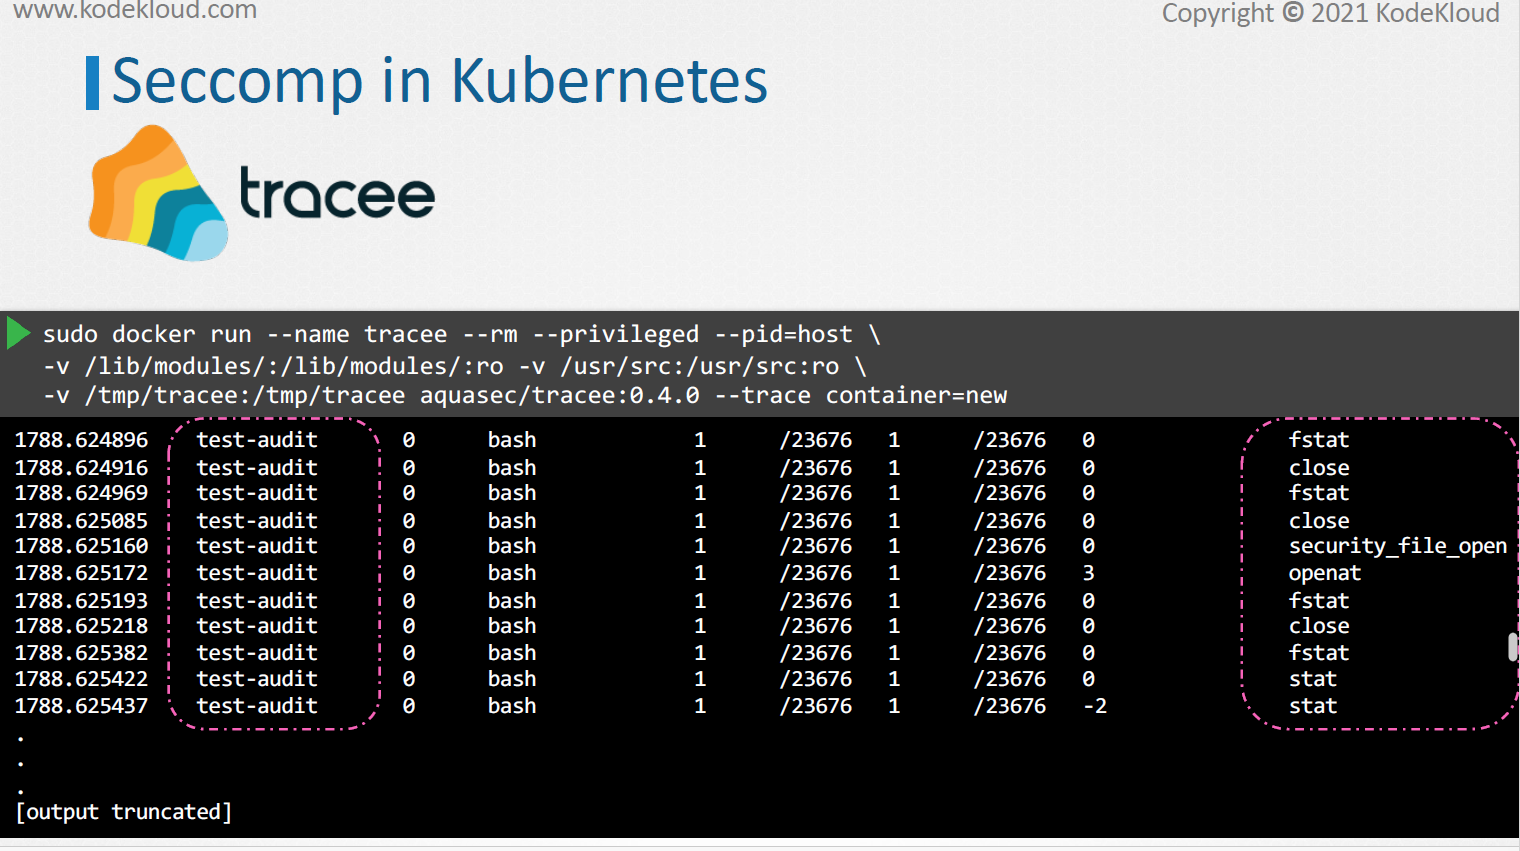 www.kodekloud.com
Copyright © 2021 KodeKloud
Seccomp in Kubernetes
tracee
sudo docker run --name tracee --rm --privileged --pid=host \
-v /lib/modules/:/lib/modules/:ro -v /usr/src:/usr/src:ro \
-v /tmp/tracee:/tmp/tracee aquasec/tracee:0.4.0 --trace container=new
1788.624896 test-audit 0 bash 1 /23676 1 /23676 0 fstat
1788.624916 test-audit 0 bash 1 /23676 1 /23676 0 close
1788.624969 test-audit 0 bash 1 /23676 1 /23676 0 fstat
1788.625085 test-audit 0 bash 1 /23676 1 /23676 0 close
1788.625160 test-audit 0 bash 1 /23676 1 /23676 0 security_file_open
1788.625172 test-audit 0 bash 1 /23676 1 /23676 3 openat
1788.625193 test-audit 0 bash 1 /23676 1 /23676 0 fstat
1788.625218 test-audit 0 bash 1 /23676 1 /23676 0 close
1788.625382 test-audit 0 bash 1 /23676 1 /23676 0 fstat
1788.625422 test-audit 0 bash 1 /23676 1 /23676 0 stat
1788.625437 test-audit 0 bash 1 /23676 1 /23676 -2 stat
.
.
.
[output truncated]